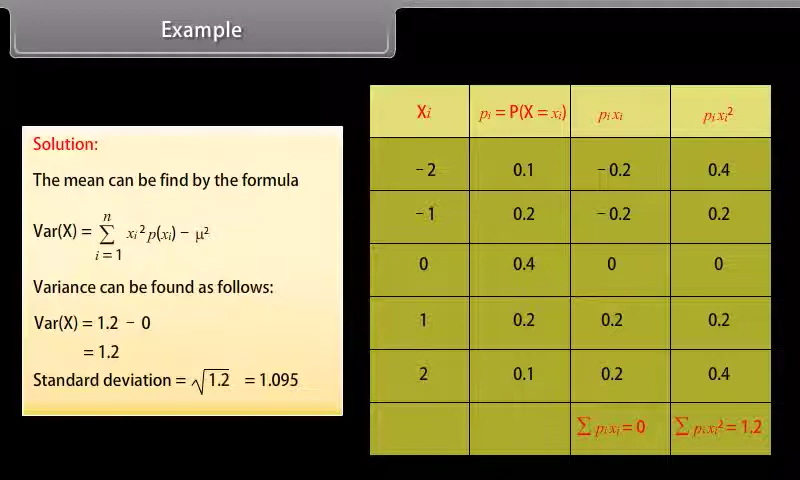 Example
Solution:
The mean can be find by the formula
Var(X) = n ∑ i = 1 xi² p(xi) − μ²
Variance can be found as follows:
Var(X) = 1.2 − 0
= 1.2
Standard deviation = √1.2 = 1.095
Xi pi = P(X = xi) pi xi pi xi²
−2 0.1 −0.2 0.4
−1 0.2 −0.2 0.2
0 0.4 0 0
1 0.2 0.2 0.2
2 0.1 0.2 0.4
∑ pi xi = 0 ∑ pi xi² = 1.2